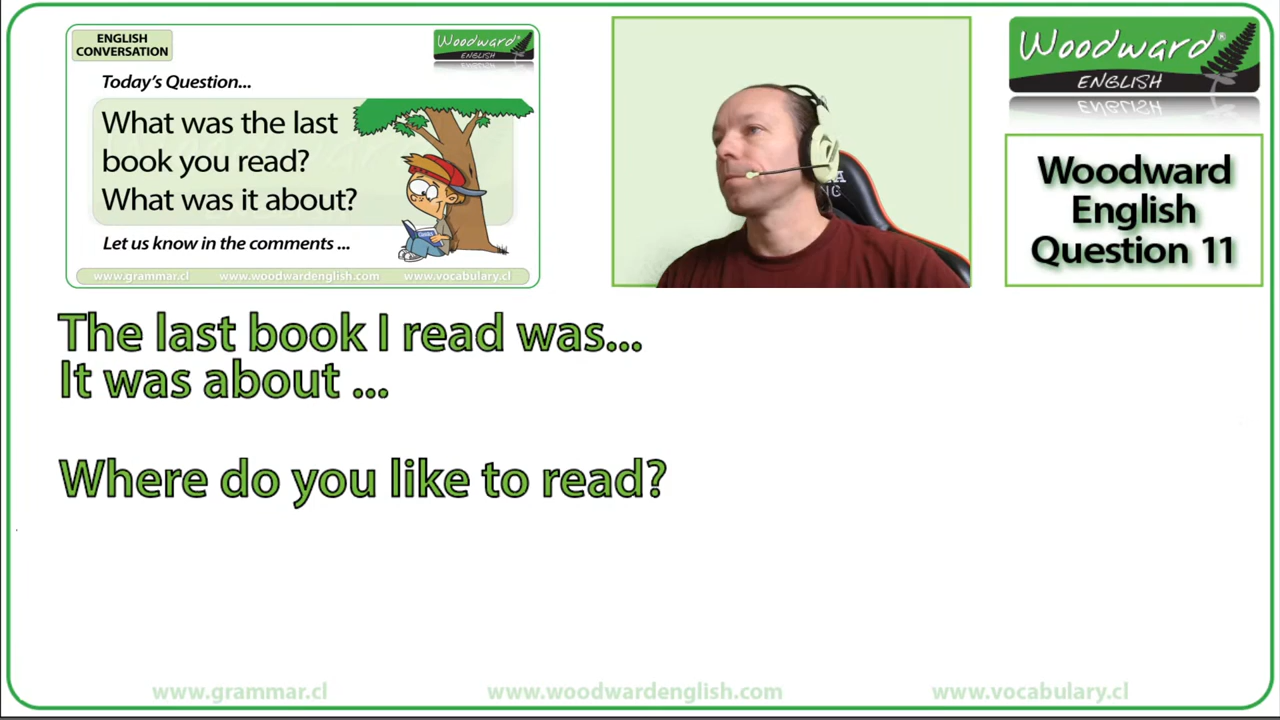 ENGLISH
CONVERSATION
Woodward®
ENGLISH
Today's Question...
What was the last
book you read?
What was it about?
Let us know in the comments ...
www.grammar.cl www.woodwardenglish.com www.vocabulary.cl
Woodward®
ENGLISH
Woodward
English
Question 11
The last book I read was...
It was about ...
Where do you like to read?
www.grammar.cl www.woodwardenglish.com www.vocabulary.cl